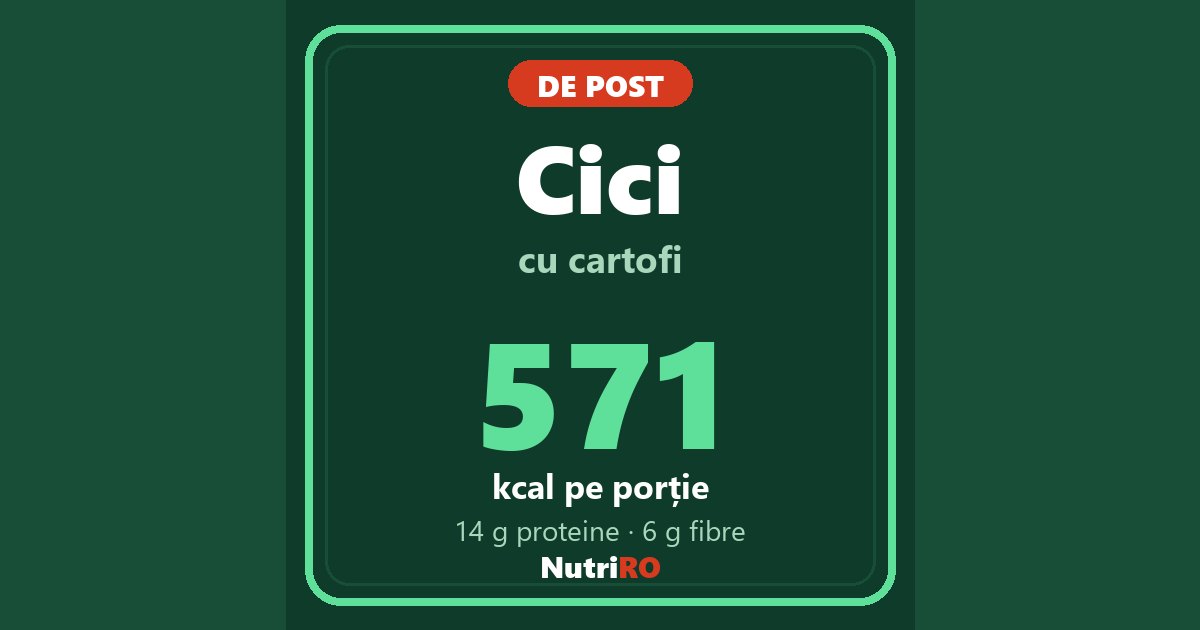 DE POST
Cici
cu cartofi
571
kcal pe porție
14 g proteine · 6 g fibre
NutriRO